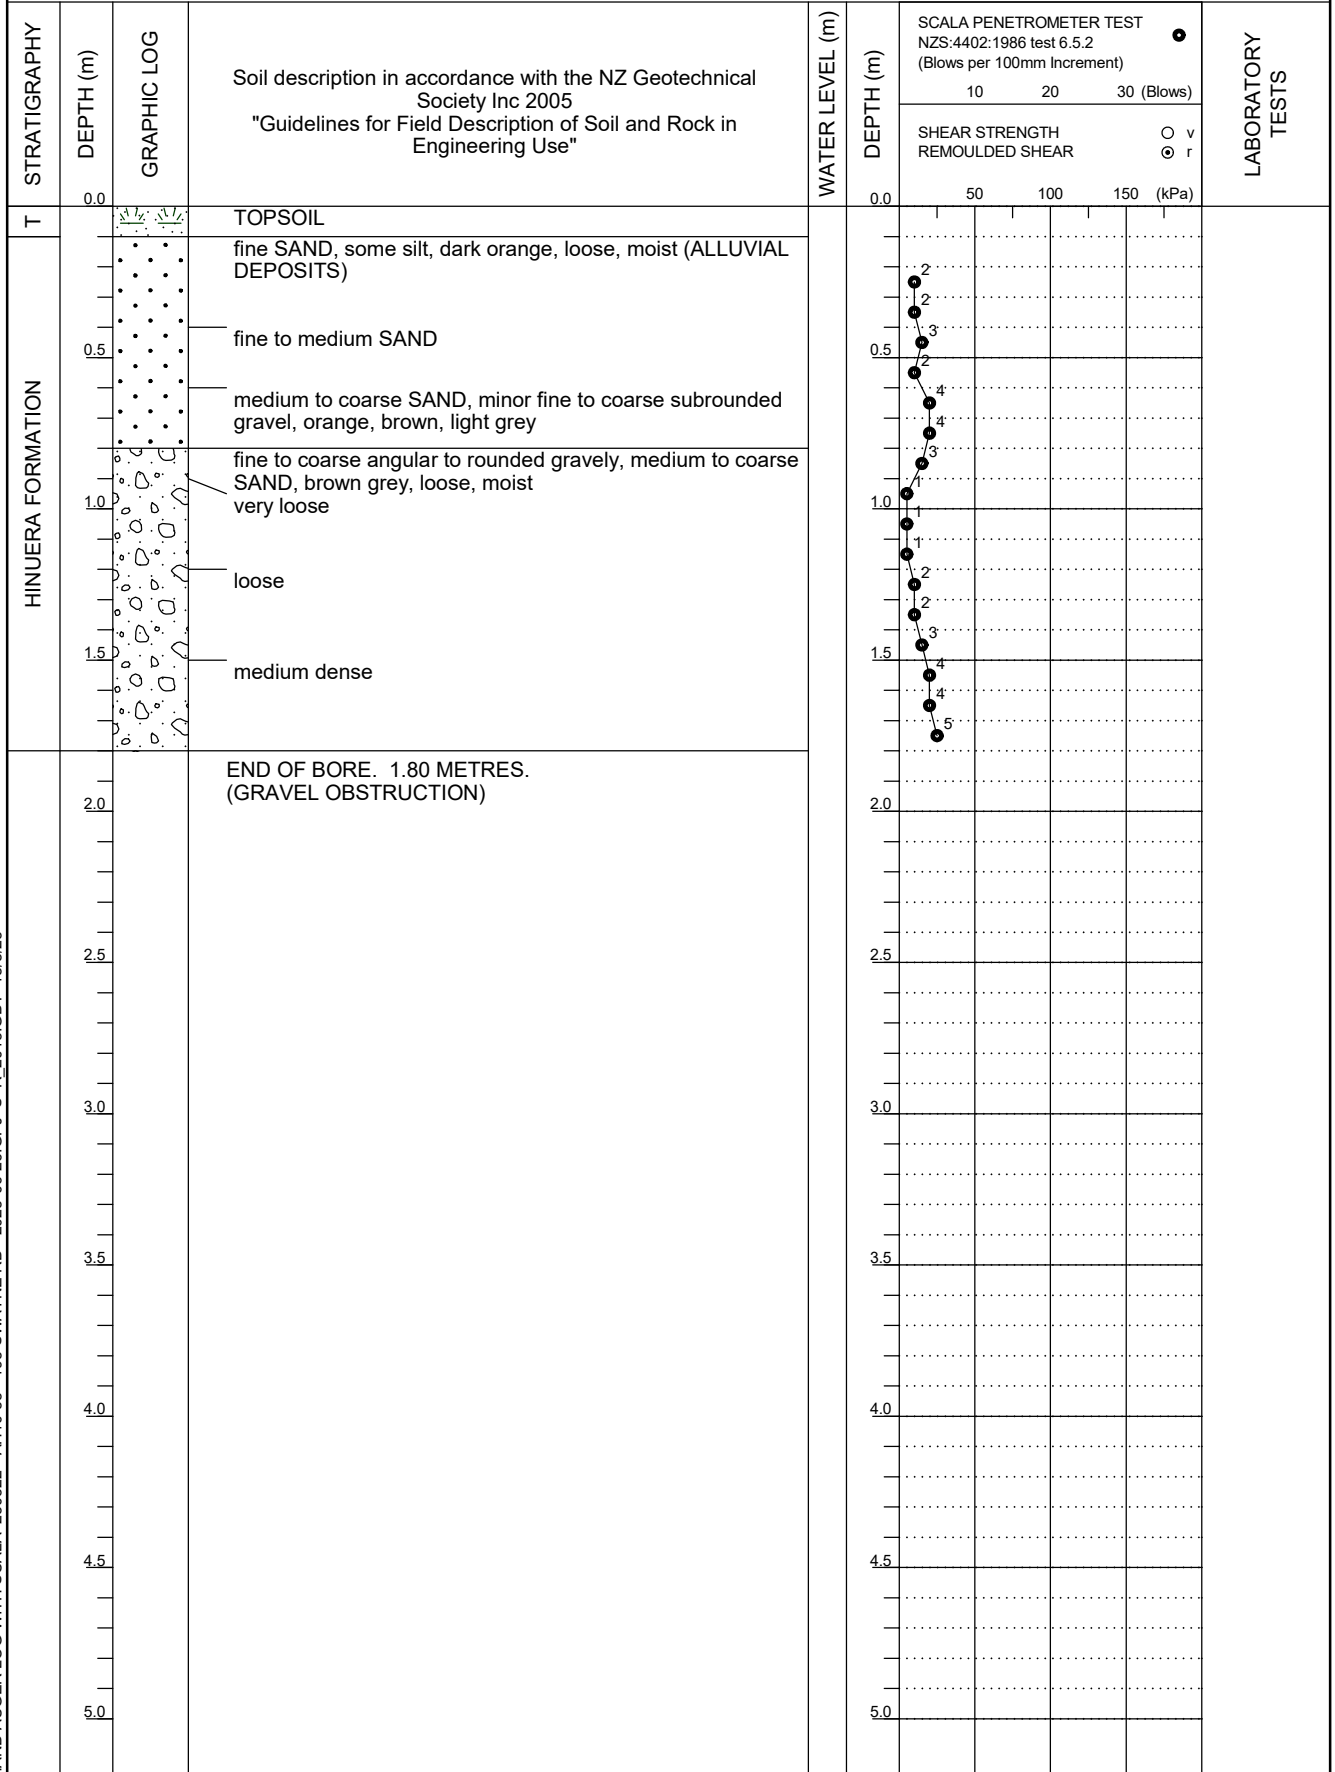 STRATIGRAPHY
DEPTH (m)
GRAPHIC LOG
Soil description in accordance with the NZ Geotechnical
Society Inc 2005
"Guidelines for Field Description of Soil and Rock in
Engineering Use"
WATER LEVEL (m)
DEPTH (m)
SCALA PENETROMETER TEST
NZS:4402:1986 test 6.5.2
(Blows per 100mm Increment)
10 20 30 (Blows)
SHEAR STRENGTH v
REMOULDED SHEAR r
50 100 150 (kPa)
LABORATORY
TESTS
0.0
0.0
T
TOPSOIL
HINUERA FORMATION
fine SAND, some silt, dark orange, loose, moist (ALLUVIAL
DEPOSITS)
2
2
fine to medium SAND
3
0.5
0.5
2
medium to coarse SAND, minor fine to coarse subrounded
gravel, orange, brown, light grey
4
4
fine to coarse angular to rounded gravely, medium to coarse
SAND, brown grey, loose, moist
very loose
3
1
1.0
1.0
1
1
loose
2
2
3
1.5
1.5
medium dense
4
4
5
END OF BORE. 1.80 METRES.
(GRAVEL OBSTRUCTION)
2.0
2.0
2.5
2.5
3.0
3.0
3.5
3.5
4.0
4.0
4.5
4.5
5.0
5.0